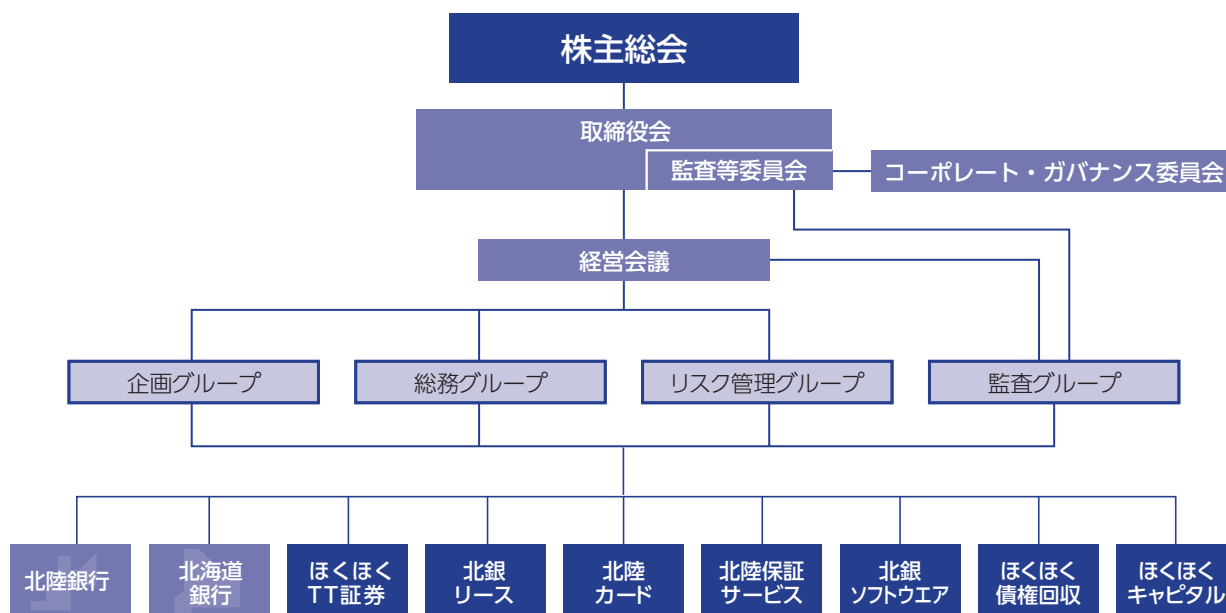 株主総会
取締役会
監査等委員会
コーポレート・ガバナンス委員会
経営会議
企画グループ
総務グループ
リスク管理グループ
監査グループ
北陸銀行
北海道
銀行
ほくほく
TT証券
北銀
リース
北陸
カード
北陸保証
サービス
北銀
ソフトウエア
ほくほく
債権回収
ほくほく
キャピタル